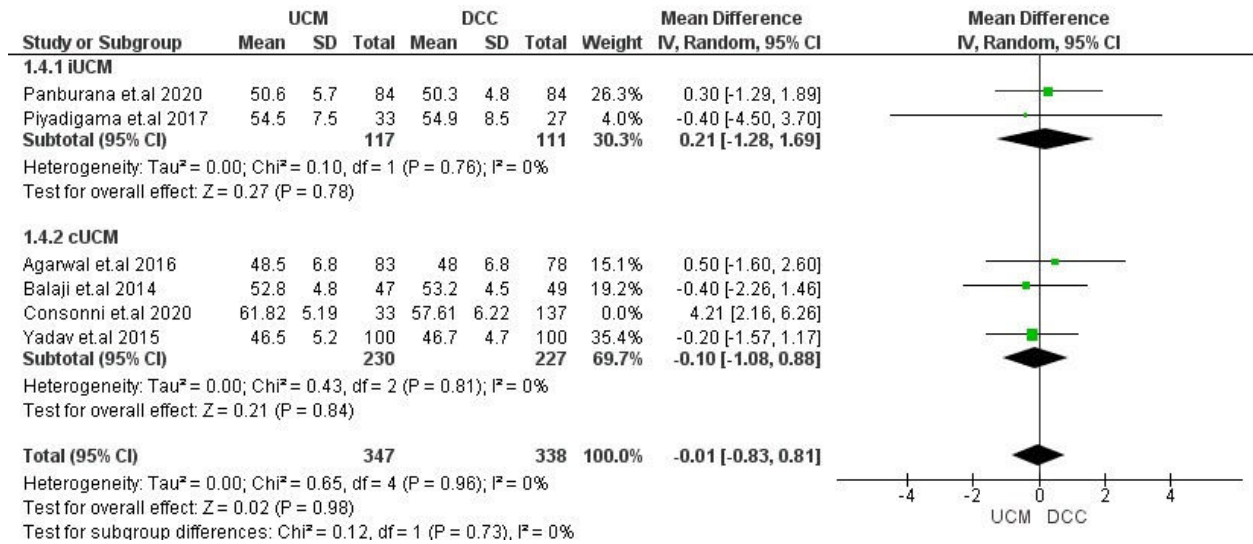 UCM DCC Mean Difference Mean Difference
Study or Subgroup Mean SD Total Mean SD Total Weight IV, Random, 95% CI IV, Random, 95% CI
1.4.1 iUCM
Panburana et.al 2020 50.6 5.7 84 50.3 4.8 84 26.3% 0.30 [-1.29, 1.89]
Piyadigama et.al 2017 54.5 7.5 33 54.9 8.5 27 4.0% -0.40 [-4.50, 3.70]
Subtotal (95% CI) 117 111 30.3% 0.21 [-1.28, 1.69]
Heterogeneity: Tau² = 0.00; Chi² = 0.10, df = 1 (P = 0.76); I² = 0%
Test for overall effect: Z = 0.27 (P = 0.78)
1.4.2 cUCM
Agarwal et.al 2016 48.5 6.8 83 48 6.8 78 15.1% 0.50 [-1.60, 2.60]
Balaji et.al 2014 52.8 4.8 47 53.2 4.5 49 19.2% -0.40 [-2.26, 1.46]
Consonni et.al 2020 61.82 5.19 33 57.61 6.22 137 0.0% 4.21 [2.16, 6.26]
Yadav et.al 2015 46.5 5.2 100 46.7 4.7 100 35.4% -0.20 [-1.57, 1.17]
Subtotal (95% CI) 230 227 69.7% -0.10 [-1.08, 0.88]
Heterogeneity: Tau² = 0.00; Chi² = 0.43, df = 2 (P = 0.81); I² = 0%
Test for overall effect: Z = 0.21 (P = 0.84)
Total (95% CI) 347 338 100.0% -0.01 [-0.83, 0.81]
Heterogeneity: Tau² = 0.00; Chi² = 0.65, df = 4 (P = 0.96); I² = 0%
Test for overall effect: Z = 0.02 (P = 0.98)
Test for subgroup differences: Chi² = 0.12, df = 1 (P = 0.73), I² = 0%
-4 -2 0 2 4
UCM DCC